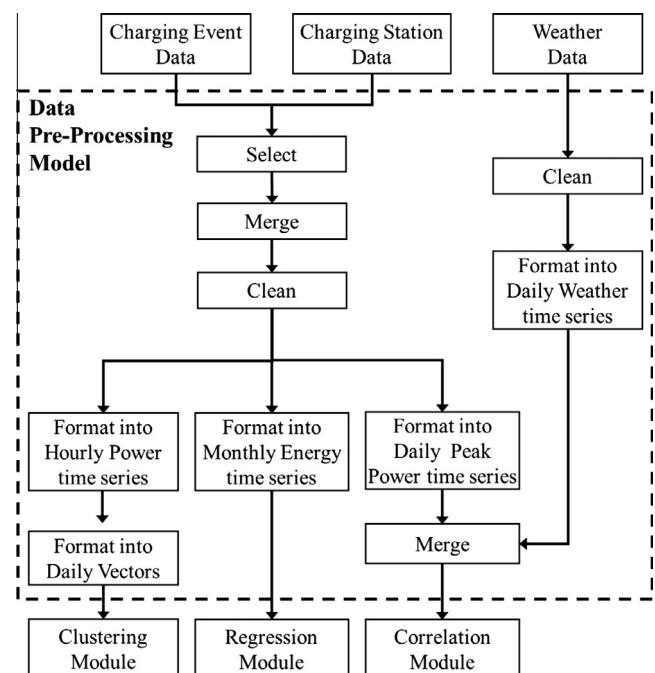 Charging Event
Data
Charging Station
Data
Weather
Data
Data
Pre-Processing
Model
Select
Merge
Clean
Clean
Format into
Daily Weather
time series
Format into
Hourly Power
time series
Format into
Monthly Energy
time series
Format into
Daily Peak
Power time series
Format into
Daily Vectors
Merge
Clustering
Module
Regression
Module
Correlation
Module